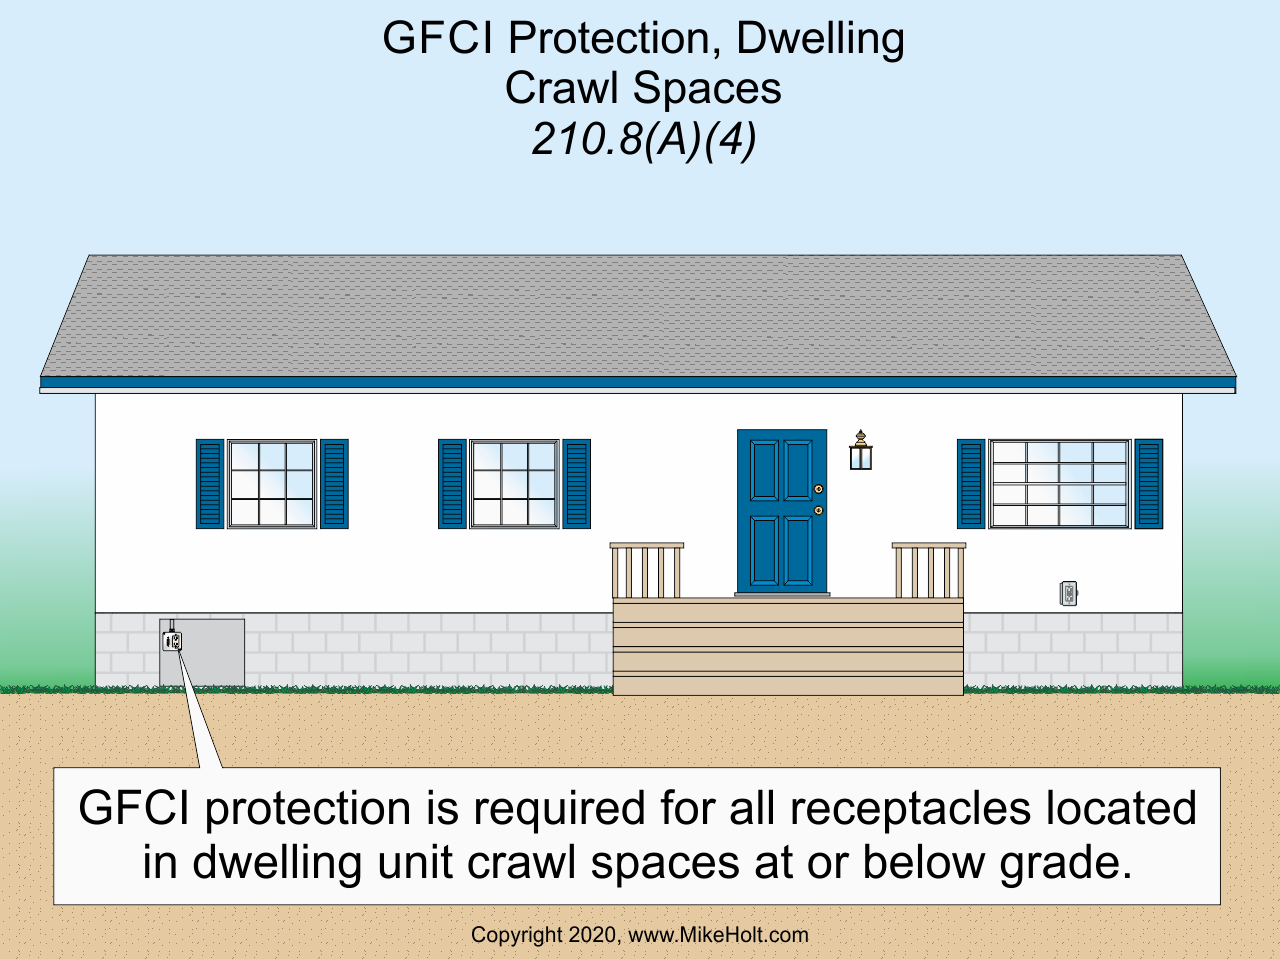 GFCI Protection, Dwelling
Crawl Spaces
210.8(A)(4)
GFCI protection is required for all receptacles located
in dwelling unit crawl spaces at or below grade.
Copyright 2020, www.MikeHolt.com